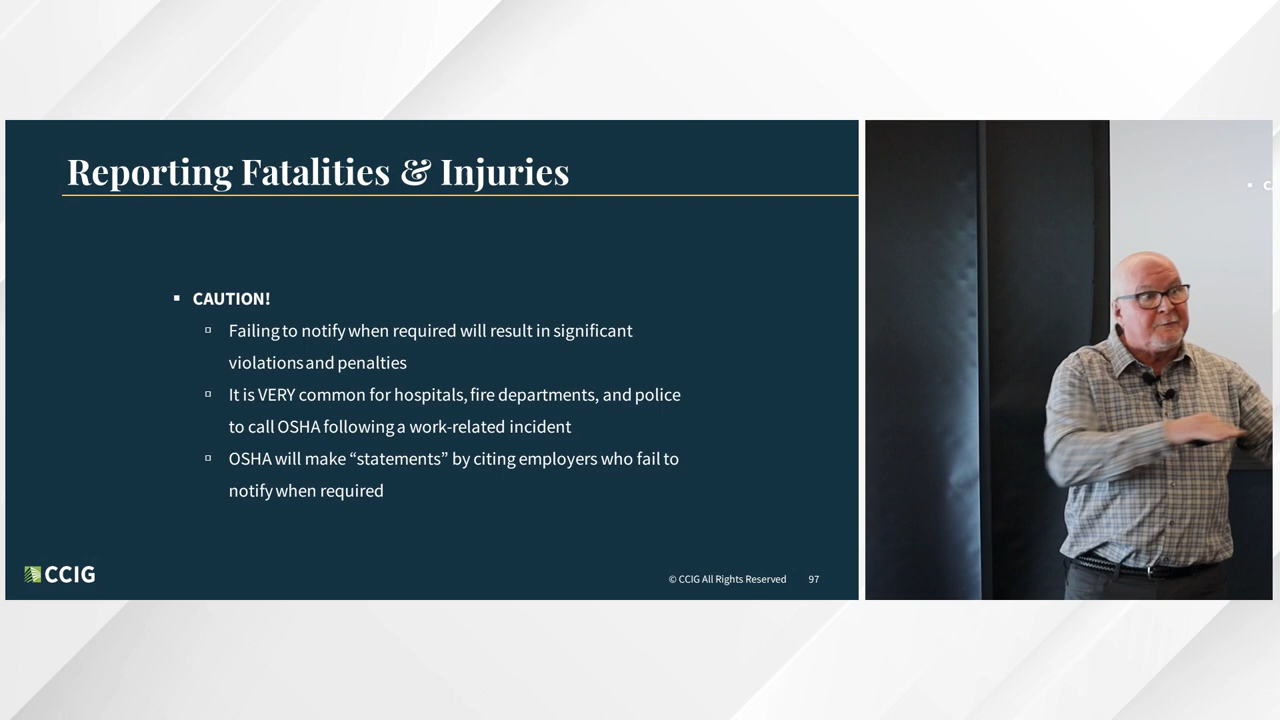 Reporting Fatalities & Injuries
▪ CAUTION!
▫ Failing to notify when required will result in significant
violations and penalties
▫ It is VERY common for hospitals, fire departments, and police
to call OSHA following a work-related incident
▫ OSHA will make “statements” by citing employers who fail to
notify when required
CCIG
© CCIG All Rights Reserved 97
▪ C